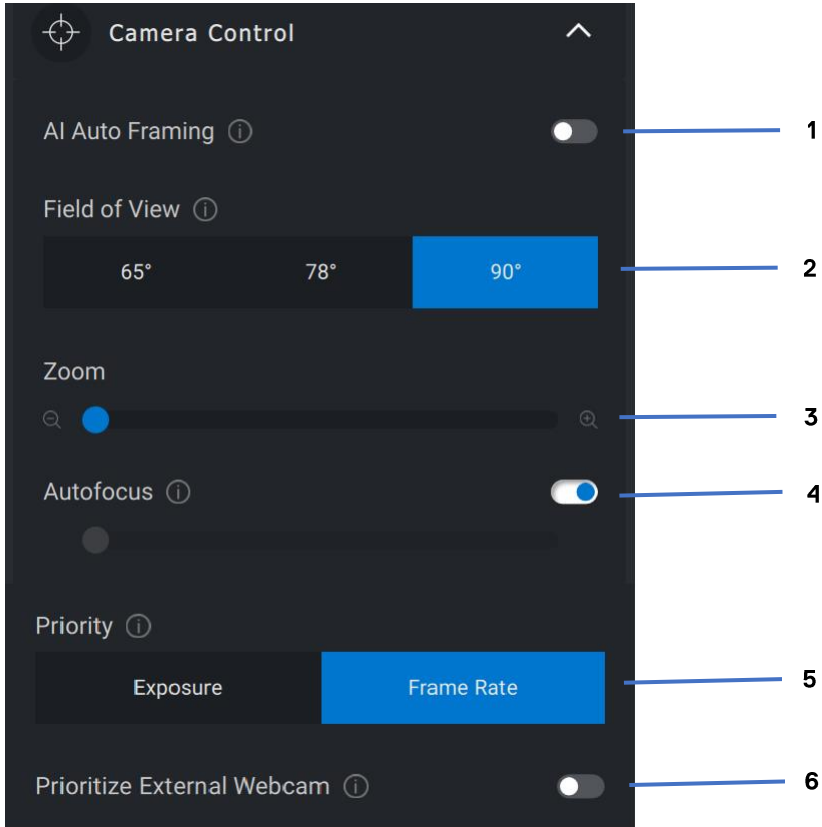 Camera Control
AI Auto Framing
1
Field of View
65° 78° 90°
2
Zoom
3
Autofocus
4
Priority
Exposure Frame Rate
5
Prioritize External Webcam
6